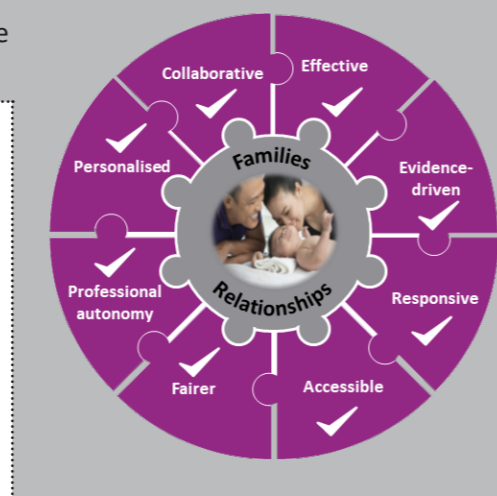 e
Collaborative
Effective
Personalised
Families
Evidence-
driven
Professional
autonomy
Relationships
Responsive
Fairer
Accessible